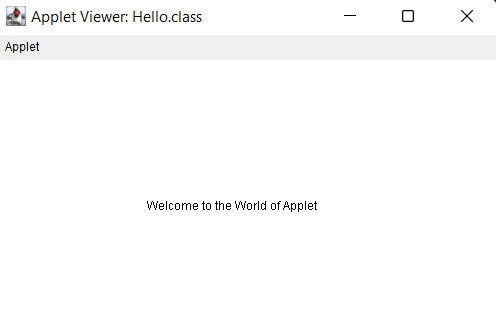 Applet Viewer: Hello.class
Applet
Welcome to the World of Applet